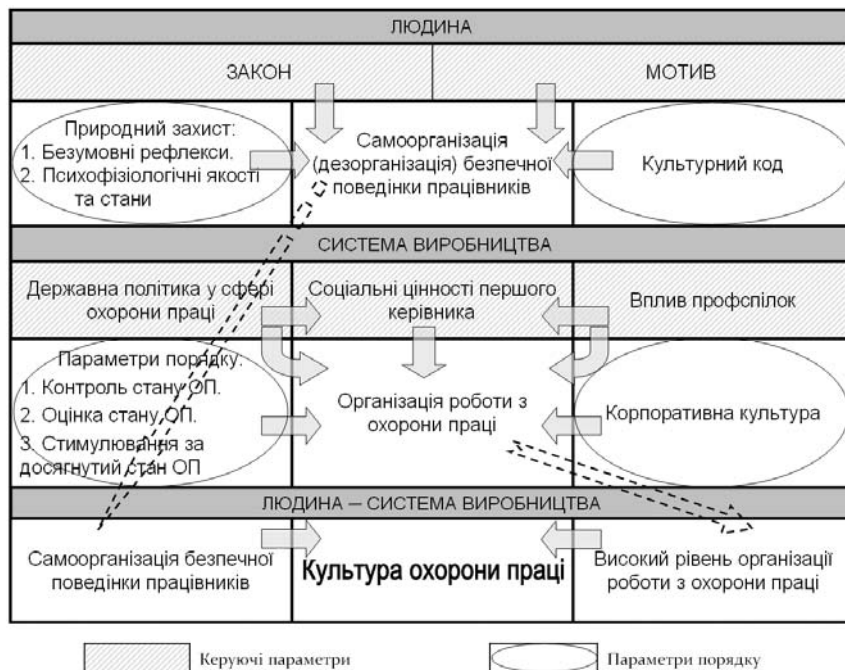 ЛЮДИНА
ЗАКОН
МОТИВ
Природний захист:
1. Безумовні рефлекси.
2. Психофізіологічні якості
та стани
Самоорганізація
(дезорганізація) безпечної
поведінки працівників
Культурний код
СИСТЕМА ВИРОБНИЦТВА
Державна політика у сфері
охорони праці
Соціальні цінності першого
керівника
Вплив профспілок
Параметри порядку:
1. Контроль стану ОП.
2. Оцінка стану ОП.
3. Стимулювання за
досягнутий стан ОП
Організація роботи з
охорони праці
Корпоративна культура
ЛЮДИНА – СИСТЕМА ВИРОБНИЦТВА
Самоорганізація безпечної
поведінки працівників
Культура охорони праці
Високий рівень організації
роботи з охорони праці
Керуючі параметри
Параметри порядку